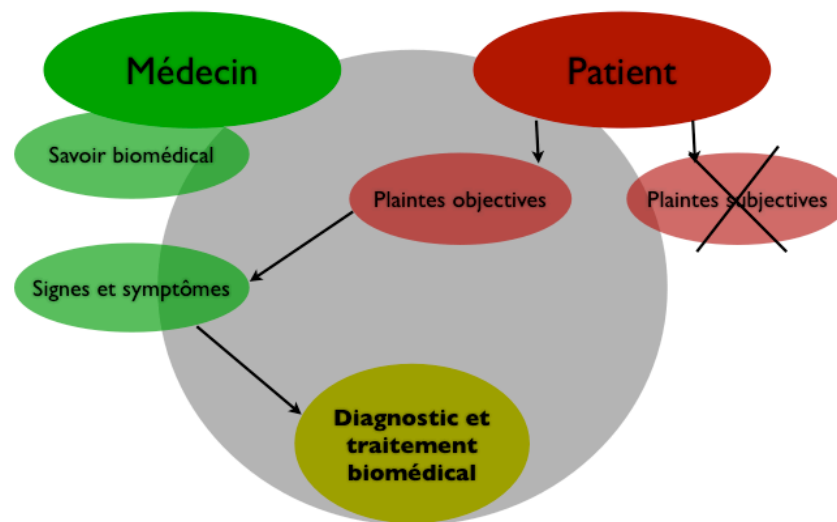 Médecin
Patient
Savoir biomédical
Plaintes objectives
Plaintes subjectives
Signes et symptômes
Diagnostic et
traitement
biomédical